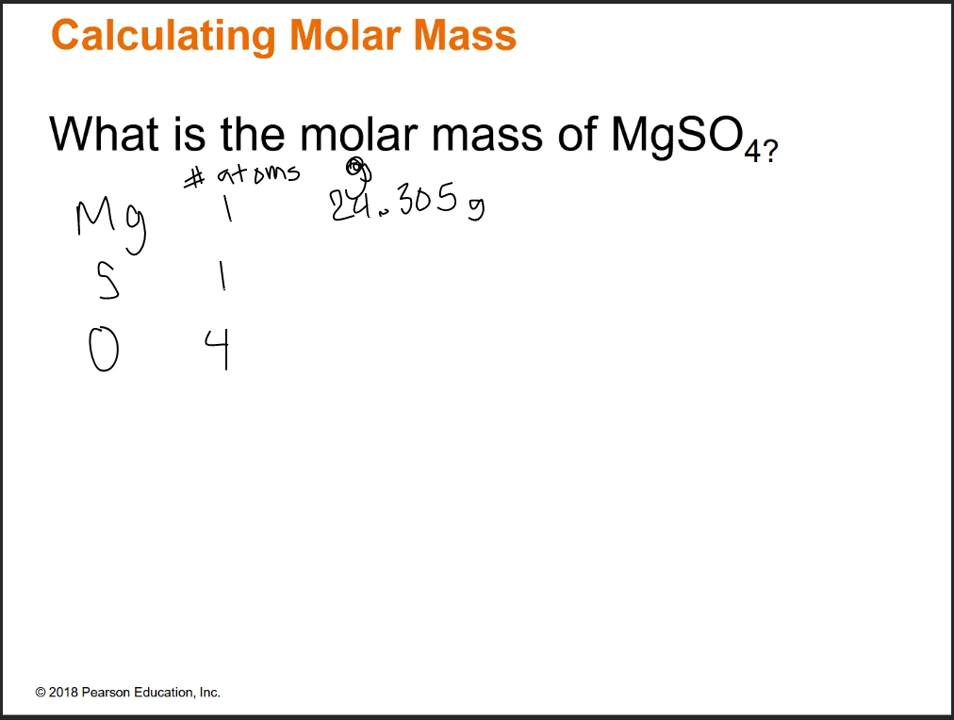 Calculating Molar Mass
What is the molar mass of MgSO4?
# atoms g
Mg 1 24.305 g
S 1
O 4
© 2018 Pearson Education, Inc.